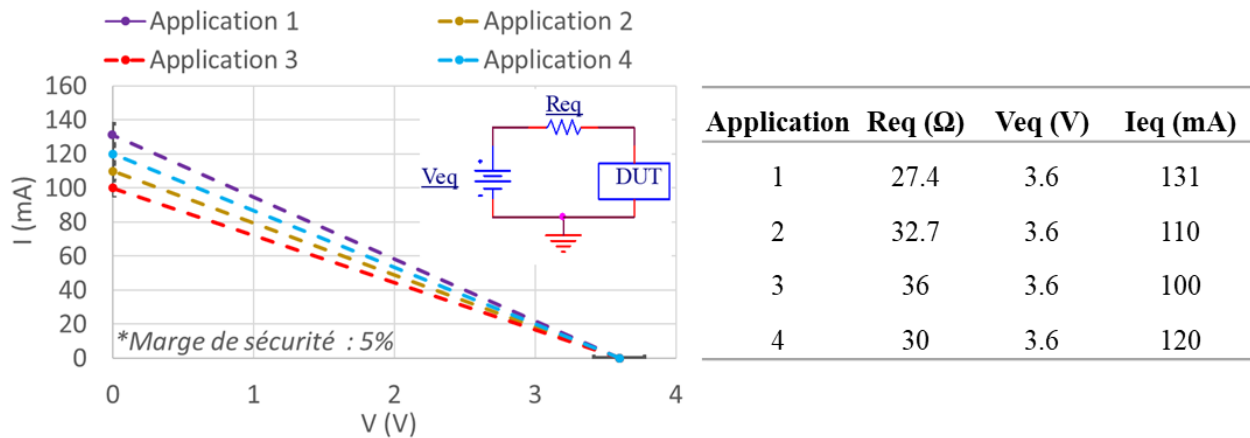 Application 1
Application 2
Application 3
Application 4
160
140
120
100
80
60
40
20
0
I (mA)
Req
Veq
DUT
*Marge de sécurité : 5%
0 1 2 3 4
V (V)
Application Req (Ω) Veq (V) Ieq (mA)
1 27.4 3.6 131
2 32.7 3.6 110
3 36 3.6 100
4 30 3.6 120